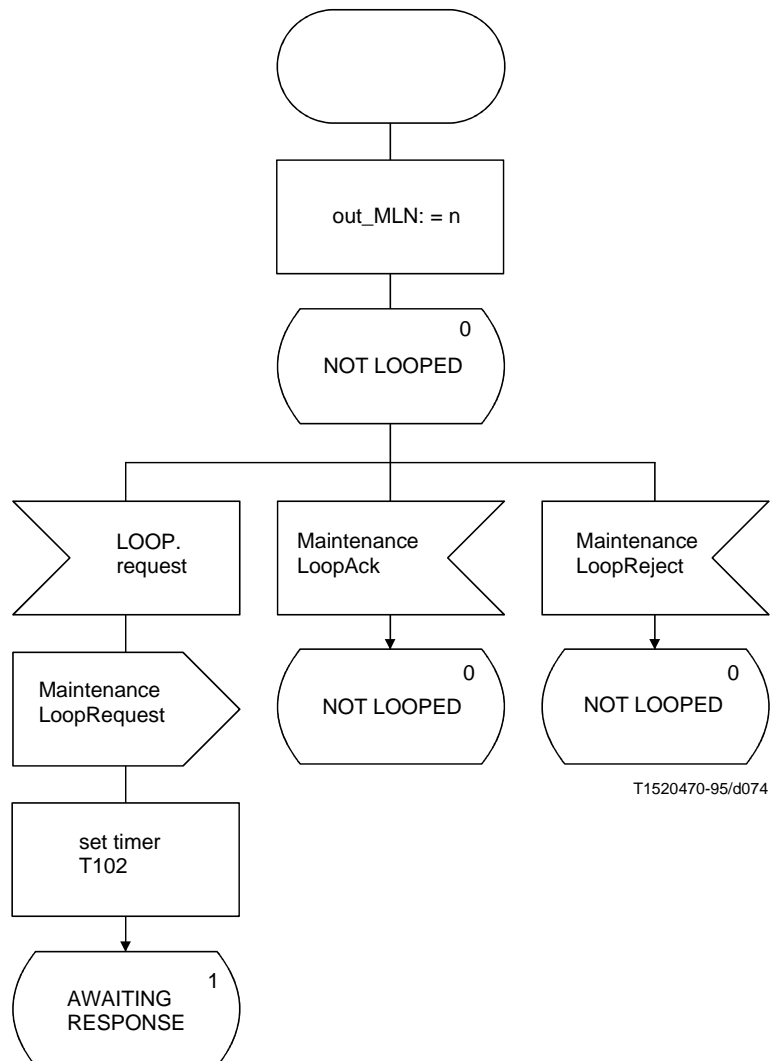 out_MLN: = n
0
NOT LOOPED
LOOP.
request
Maintenance
LoopAck
Maintenance
LoopReject
Maintenance
LoopRequest
0
NOT LOOPED
0
NOT LOOPED
T1520470-95/d074
set timer
T102
1
AWAITING
RESPONSE